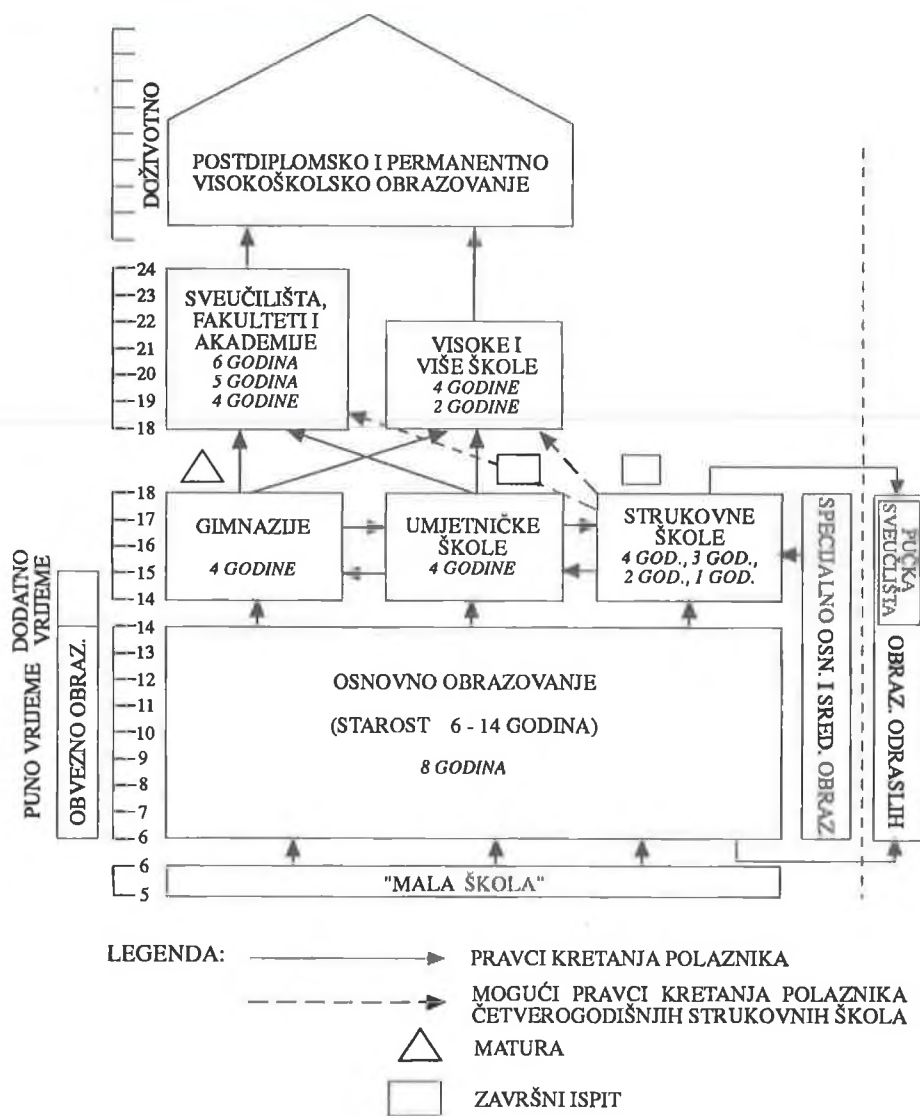 DOŽIVOTNO
POSTDIPLOMSKO I PERMANENTNO
VISOKOŠKOLSKO OBRAZOVANJE
24
23
22
21
20
19
18
SVEUČILIŠTA,
FAKULTETI I
AKADEMIJE
6 GODINA
5 GODINA
4 GODINE
VISOKE I
VIŠE ŠKOLE
4 GODINE
2 GODINE
18
17
16
15
14
GIMNAZIJE
4 GODINE
UMJETNIČKE
ŠKOLE
4 GODINE
STRUKOVNE
ŠKOLE
4 GOD., 3 GOD.,
2 GOD., 1 GOD.
SPECIJALNO OSN. I SRED. OBRAZ
PUČKA
SVEUČLIŠTA
OBRAZ. ODRASLIH
DODATNO
VRIJEME
PUNO VRIJEME
OBVEZNO OBRAZ.
14
13
12
11
10
9
8
7
6
OSNOVNO OBRAZOVANJE
(STAROST 6 - 14 GODINA)
8 GODINA
6
5
"MALA ŠKOLA"
LEGENDA:
PRAVCI KRETANJA POLAZNIKA
MOGUĆI PRAVCI KRETANJA POLAZNIKA
ČETVEROGODIŠNJIH STRUKOVNIH ŠKOLA
MATURA
ZAVRŠNI ISPIT